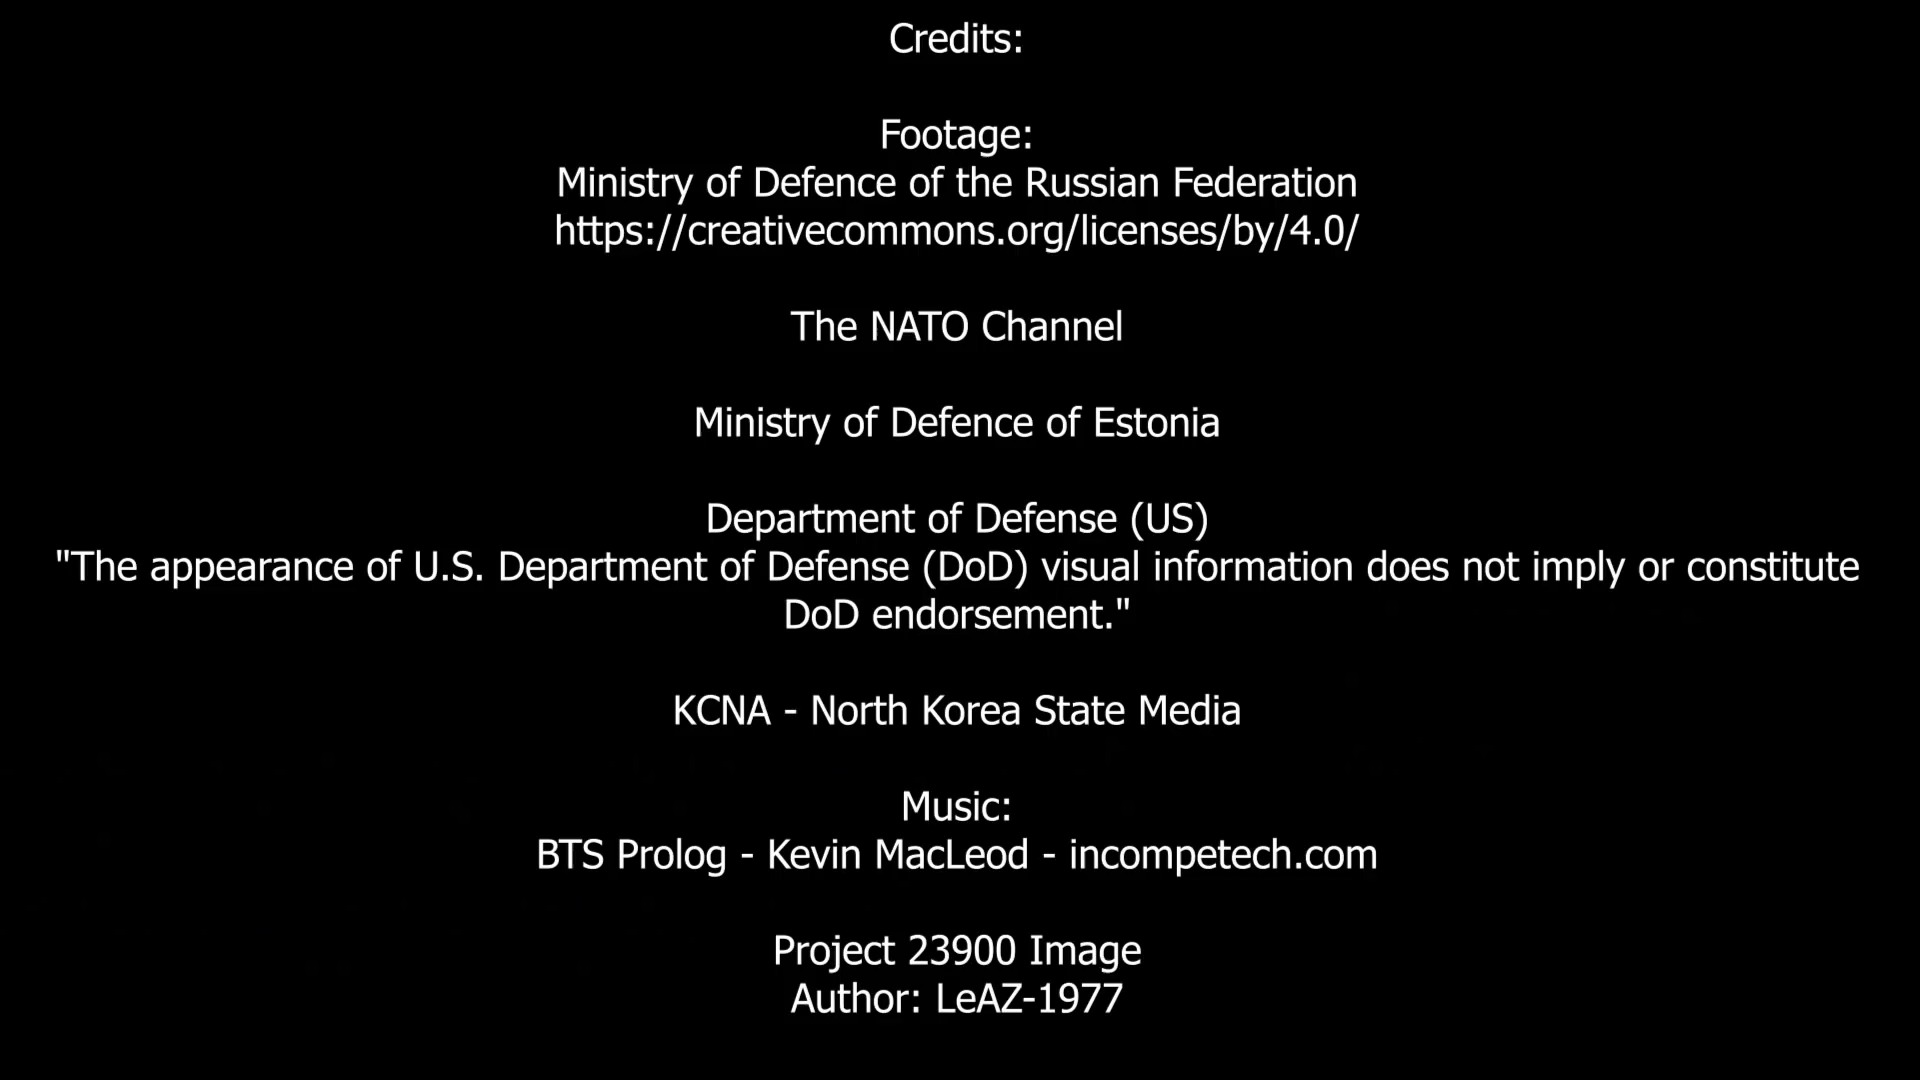 Credits:
Footage:
Ministry of Defence of the Russian Federation
https://creativecommons.org/licenses/by/4.0/
The NATO Channel
Ministry of Defence of Estonia
Department of Defense (US)
"The appearance of U.S. Department of Defense (DoD) visual information does not imply or constitute
DoD endorsement."
KCNA - North Korea State Media
Music:
BTS Prolog - Kevin MacLeod - incompetech.com
Project 23900 Image
Author: LeAZ-1977